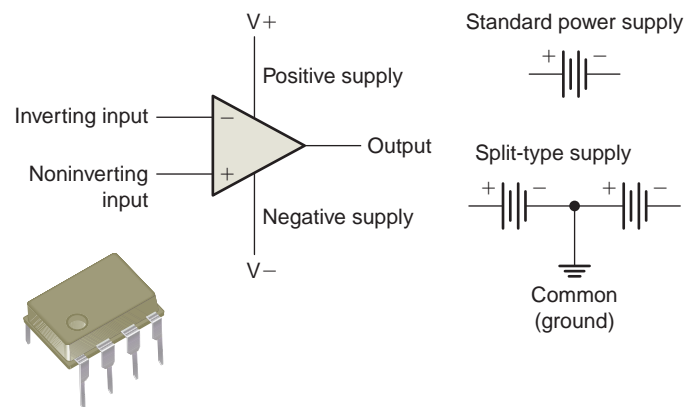 V+
Positive supply
Inverting input
−
Output
Noninverting
input
+
Negative supply
V−
Standard power supply
+ −
Split-type supply
+ − + −
Common
(ground)